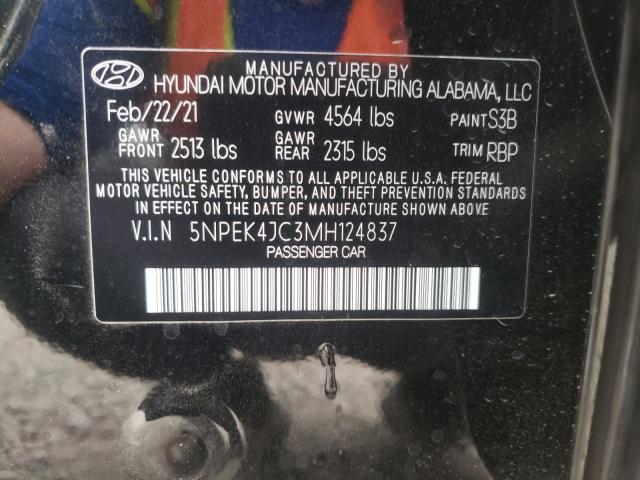 MANUFACTURED BY
HYUNDAI MOTOR MANUFACTURING ALABAMA, LLC
Feb/22/21 GVWR 4564 lbs PAINT S3B
GAWR FRONT 2513 lbs GAWR REAR 2315 lbs TRIM RBP
THIS VEHICLE CONFORMS TO ALL APPLICABLE U.S.A. FEDERAL
MOTOR VEHICLE SAFETY, BUMPER, AND THEFT PREVENTION STANDARDS
IN EFFECT ON THE DATE OF MANUFACTURE SHOWN ABOVE.
V.I.N 5NPEK4JC3MH124837
PASSENGER CAR